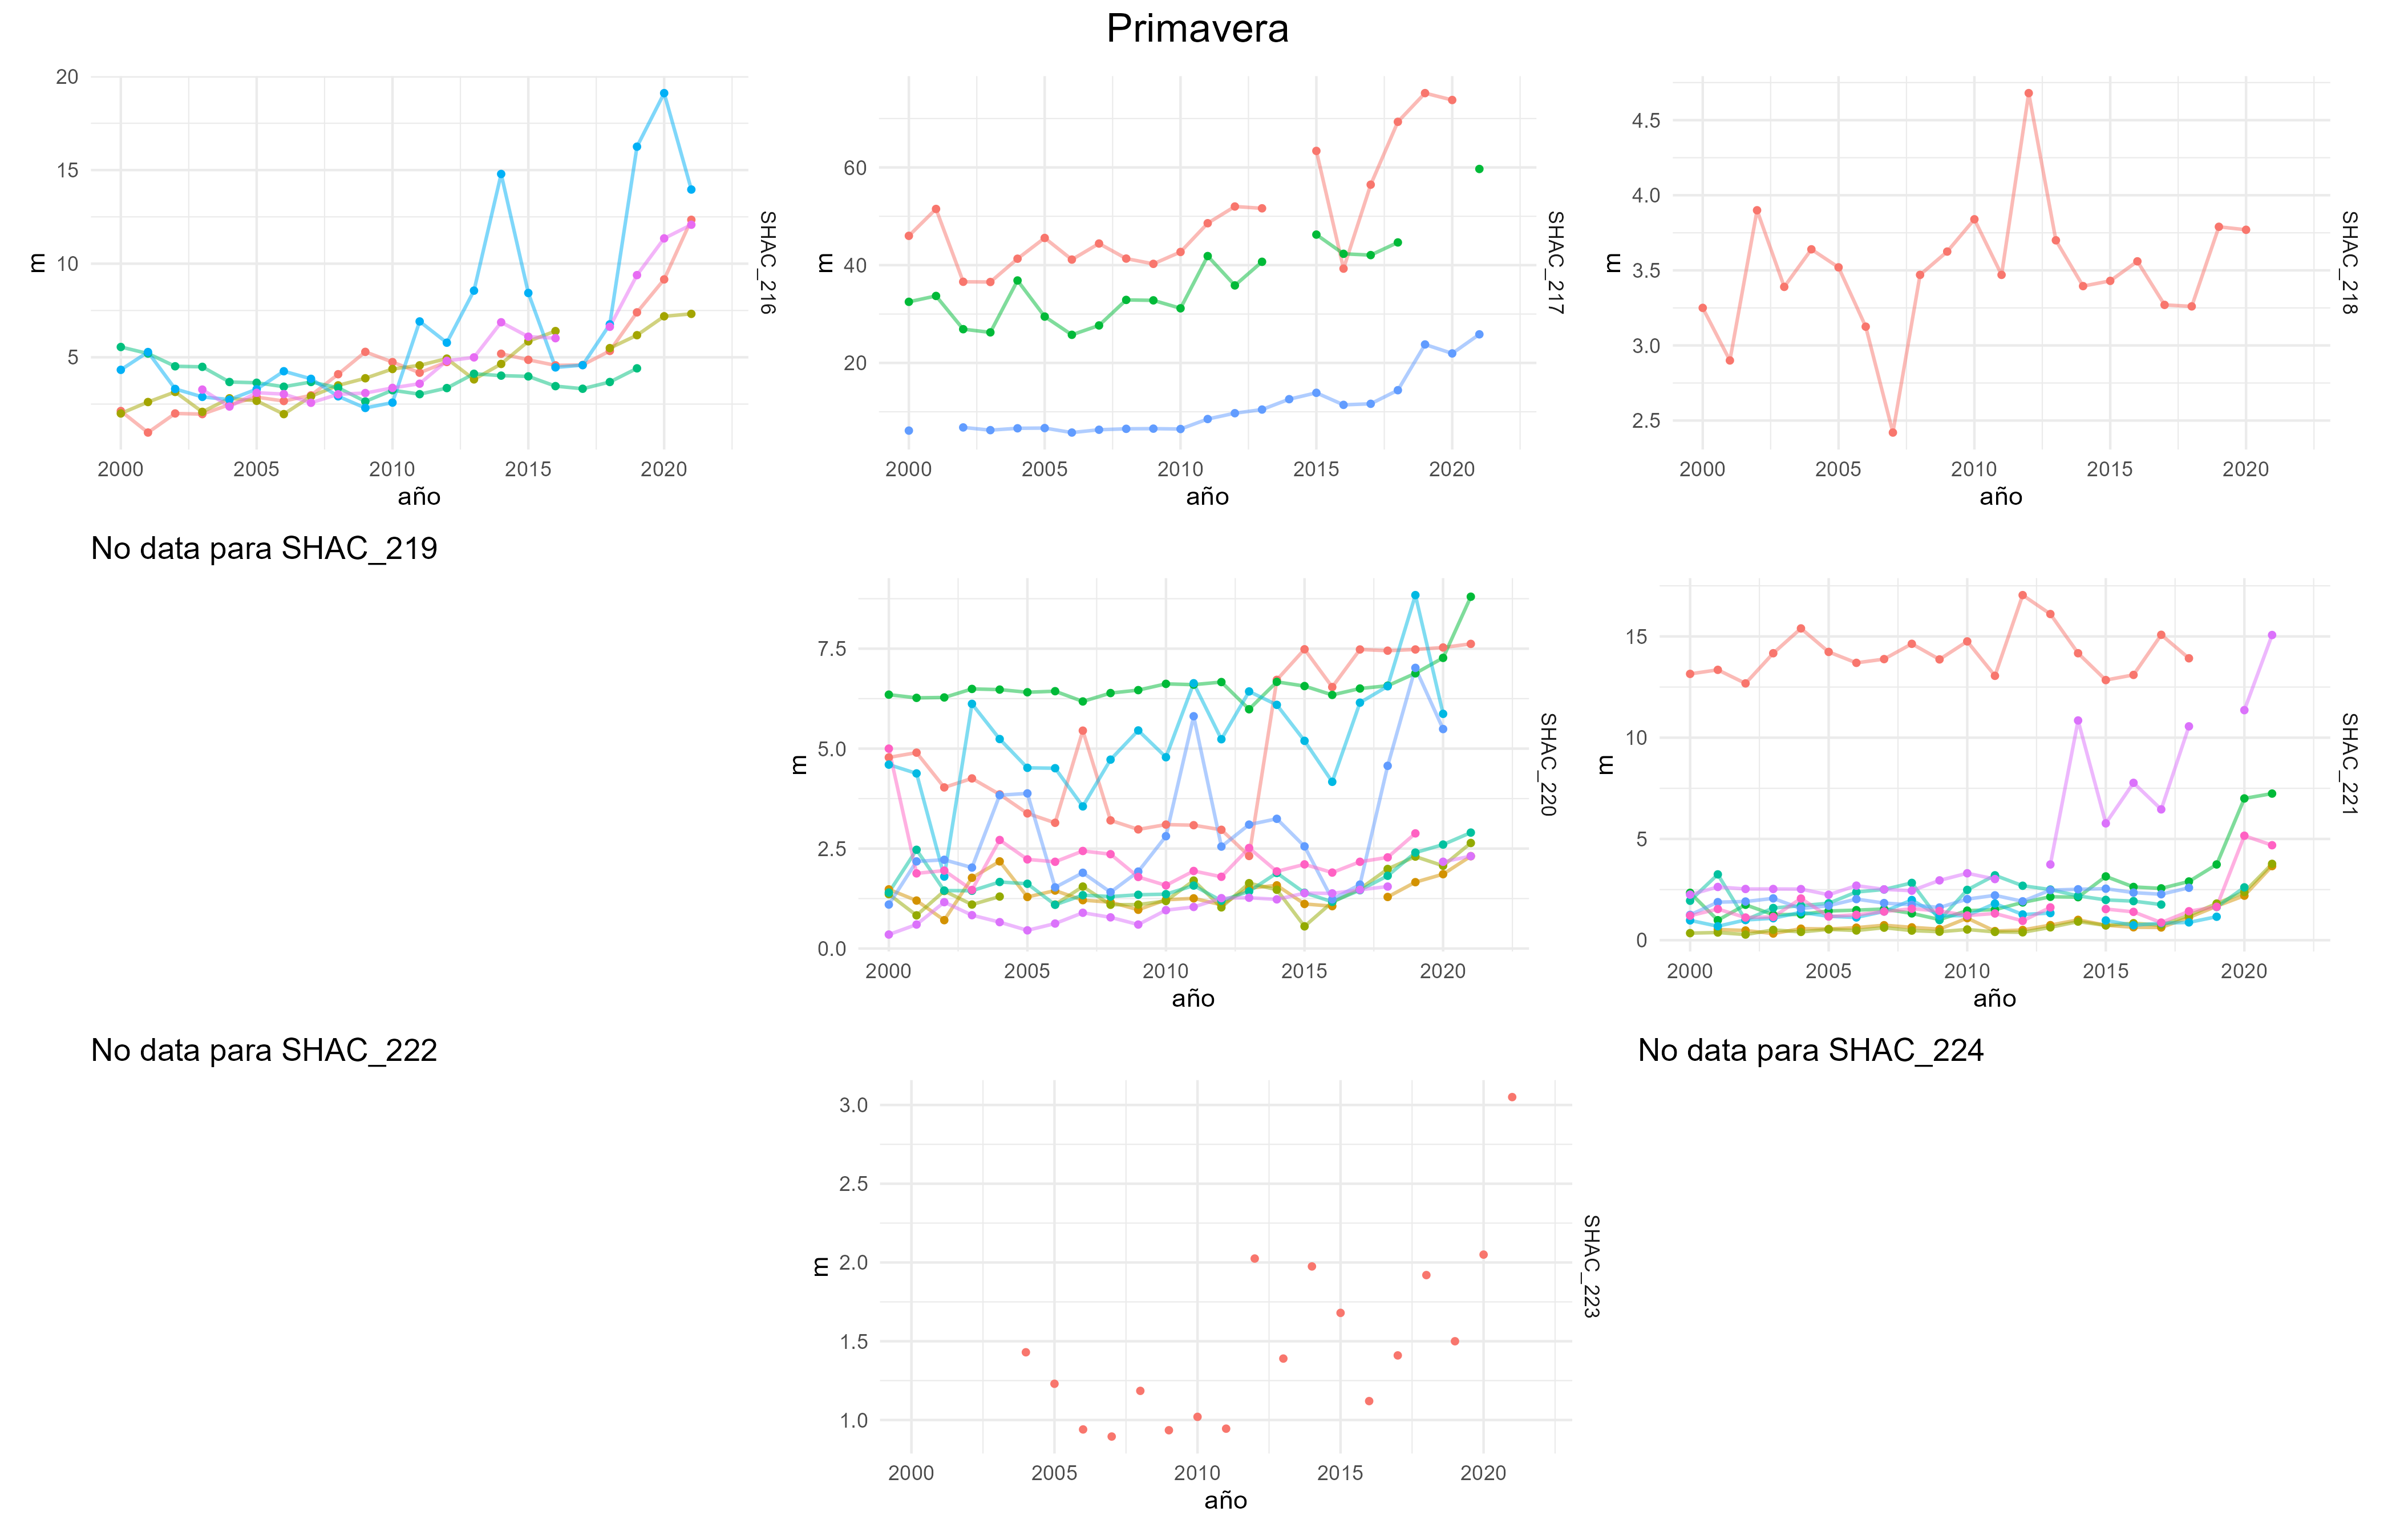 Primavera
20
15
10
5
m
2000 2005 2010 2015 2020
año
SHAC_216
60
40
20
m
2000 2005 2010 2015 2020
año
SHAC_217
4.5
4.0
3.5
3.0
2.5
m
2000 2005 2010 2015 2020
año
SHAC_218
No data para SHAC_219
7.5
5.0
2.5
0.0
m
2000 2005 2010 2015 2020
año
SHAC_220
15
10
5
0
m
2000 2005 2010 2015 2020
año
SHAC_221
No data para SHAC_222
3.0
2.5
2.0
1.5
1.0
m
2000 2005 2010 2015 2020
año
SHAC_223
No data para SHAC_224